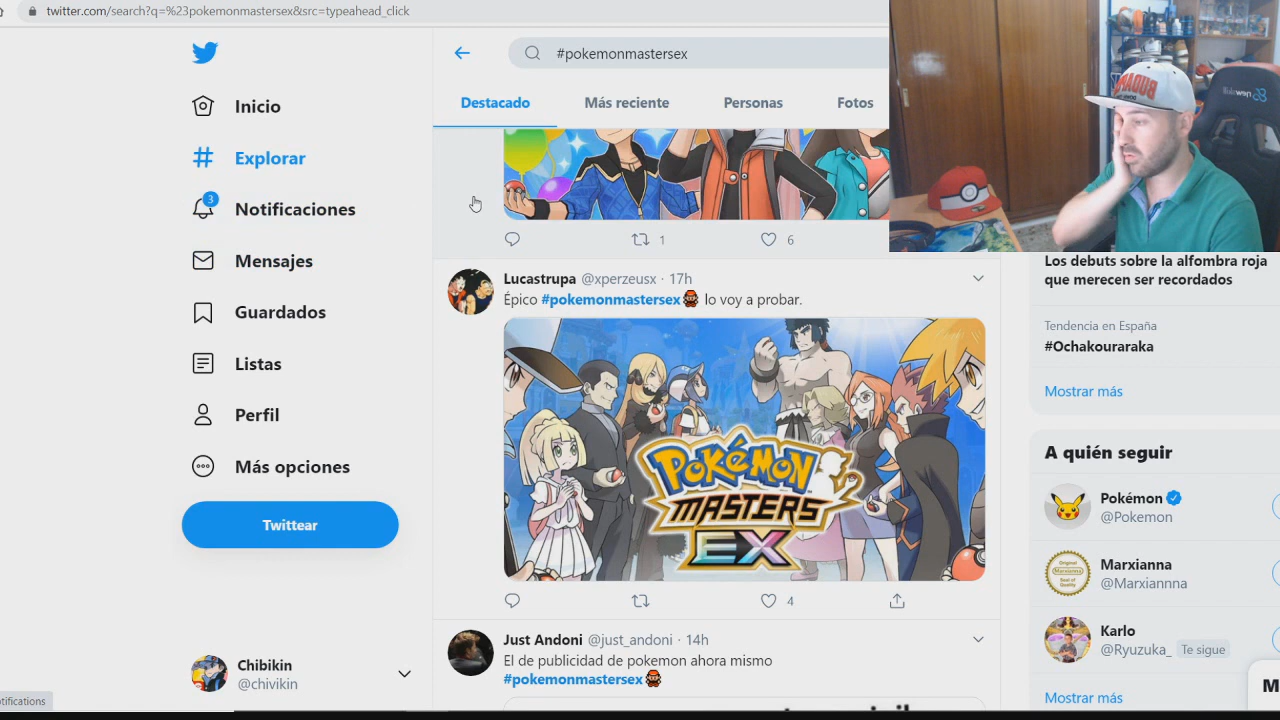 twitter.com/search?q=%23pokemonmastersex&src=typeahead_click
#pokemonmastersex
Destacado
Más reciente
Personas
Fotos
Inicio
Explorar
3
Notificaciones
Mensajes
Guardados
Listas
Perfil
Más opciones
Twittear
Chibikin
@chivikin
otifications
1
6
Lucastrupa @xperzeusx · 17h
Épico #pokemonmastersex lo voy a probar.
POKéMON
MASTERS
EX
4
Just Andoni @just_andoni · 14h
El de publicidad de pokemon ahora mismo
#pokemonmastersex
Los debuts sobre la alfombra roja
que merecen ser recordados
Tendencia en España
#Ochakouraraka
Mostrar más
A quién seguir
Pokémon
@Pokemon
Marxianna
@Marxiannna
Karlo
@Ryuzuka_ Te sigue
Mostrar más
M